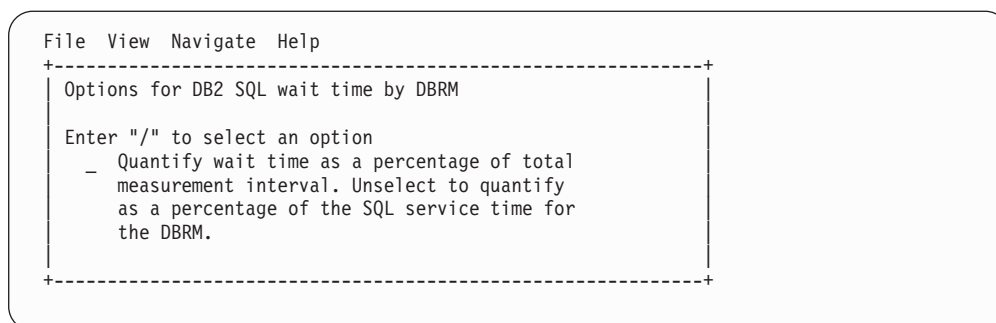 File View Navigate Help
+-------------------------------------------------------------+
| Options for DB2 SQL wait time by DBRM |
| Enter "/" to select an option |
| _ Quantify wait time as a percentage of total |
| measurement interval. Unselect to quantify |
| as a percentage of the SQL service time for |
| the DBRM. |
+-------------------------------------------------------------+